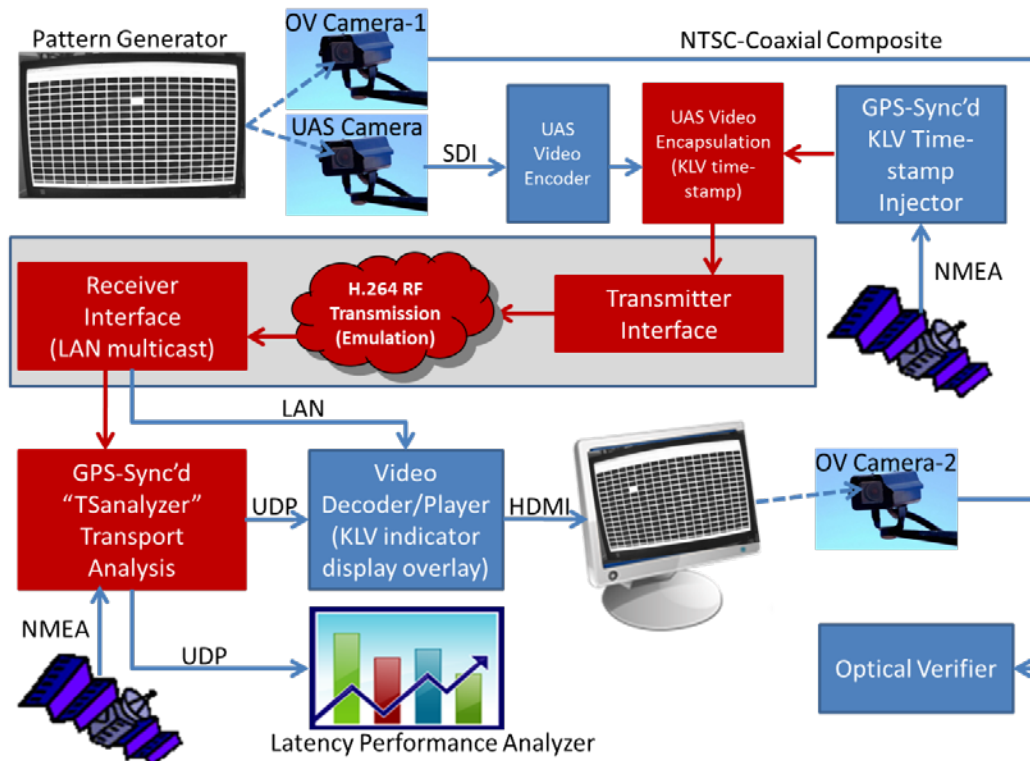 Pattern Generator
OV Camera-1
NTSC-Coaxial Composite
UAS Camera
SDI
UAS
Video
Encoder
UAS Video
Encapsulation
(KLV time-
stamp)
GPS-Sync’d
KLV Time-
stamp
Injector
NMEA
Receiver
Interface
(LAN multicast)
H.264 RF
Transmission
(Emulation)
Transmitter
Interface
LAN
GPS-Sync’d
“TSanalyzer”
Transport
Analysis
UDP
Video
Decoder/Player
(KLV indicator
display overlay)
HDMI
OV Camera-2
NMEA
UDP
Optical Verifier
Latency Performance Analyzer